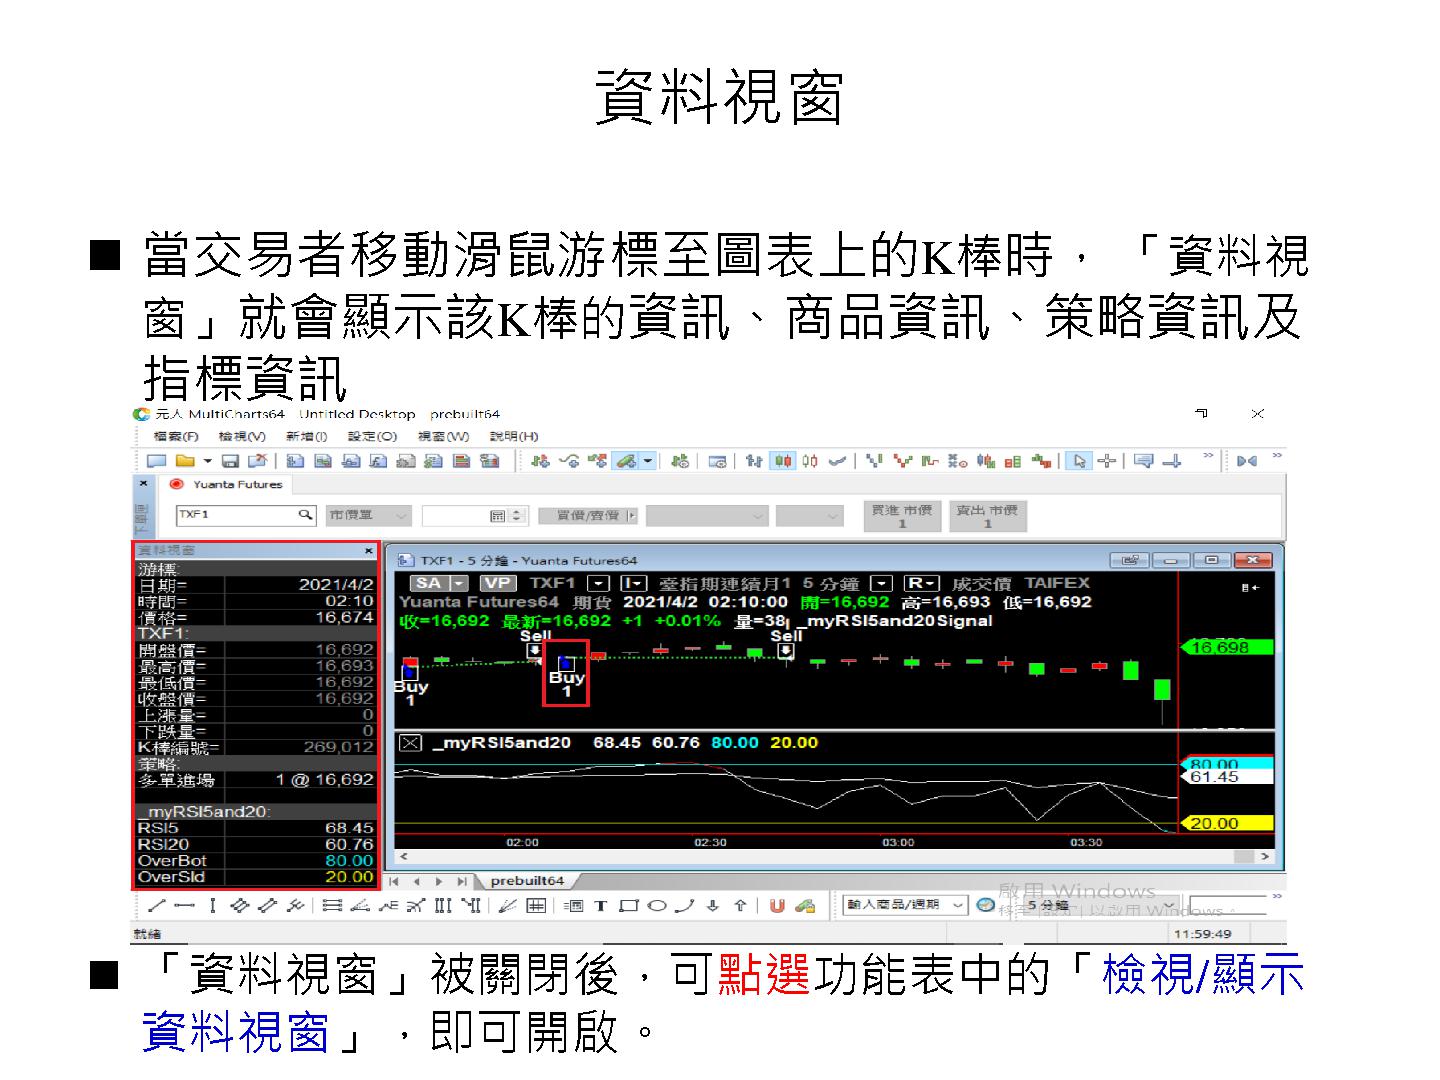 資料視窗
■ 當交易者移動滑鼠游標至圖表上的K棒時，「資料視
窗」就會顯示該K棒的資訊、商品資訊、策略資訊及
指標資訊
MultiCharts64 - Untitled Desktop - prebuilt64
檔案(F) 檢視(V) 新增(I) 設定(O) 視窗(W) 說明(H)
Yuanta Futures
TXF1 市價單 買價/賣價 買進 市價 賣出 市價
1 1
資料視窗
游標:
日期= 2021/4/2
時間= 02:10
價格= 16,674
TXF1:
開盤價= 16,692
最高價= 16,693
最低價= 16,692
收盤價= 16,692
上漲量= 0
下跌量= 0
K棒編號= 269,012
策略:
多單進場 1 @ 16,692
_myRSI5and20:
RSI5 68.45
RSI20 60.76
OverBot 80.00
OverSld 20.00
TXF1 - 5 分鐘 - Yuanta Futures64
SA VP TXF1 I 臺指期連續月1 5 分鐘 R 成交價 TAIFEX
Yuanta Futures64 期貨 2021/4/2 02:10:00 開=16,692 高=16,693 低=16,692
收=16,692 最新=16,692 +1 +0.01% 量=38 _myRSI5and20Signal
Sell Sell
16,698
Buy
1
Buy
1
_myRSI5and20 68.45 60.76 80.00 20.00
80.00
61.45
20.00
02:00 02:30 03:00 03:30
prebuilt64
啟用 Windows
移至 [設定] 以啟用 Windows。
輸入商品/週期 5 分鐘
就緒 11:59:49
■ 「資料視窗」被關閉後，可點選功能表中的「檢視/顯示
資料視窗」，即可開啟。